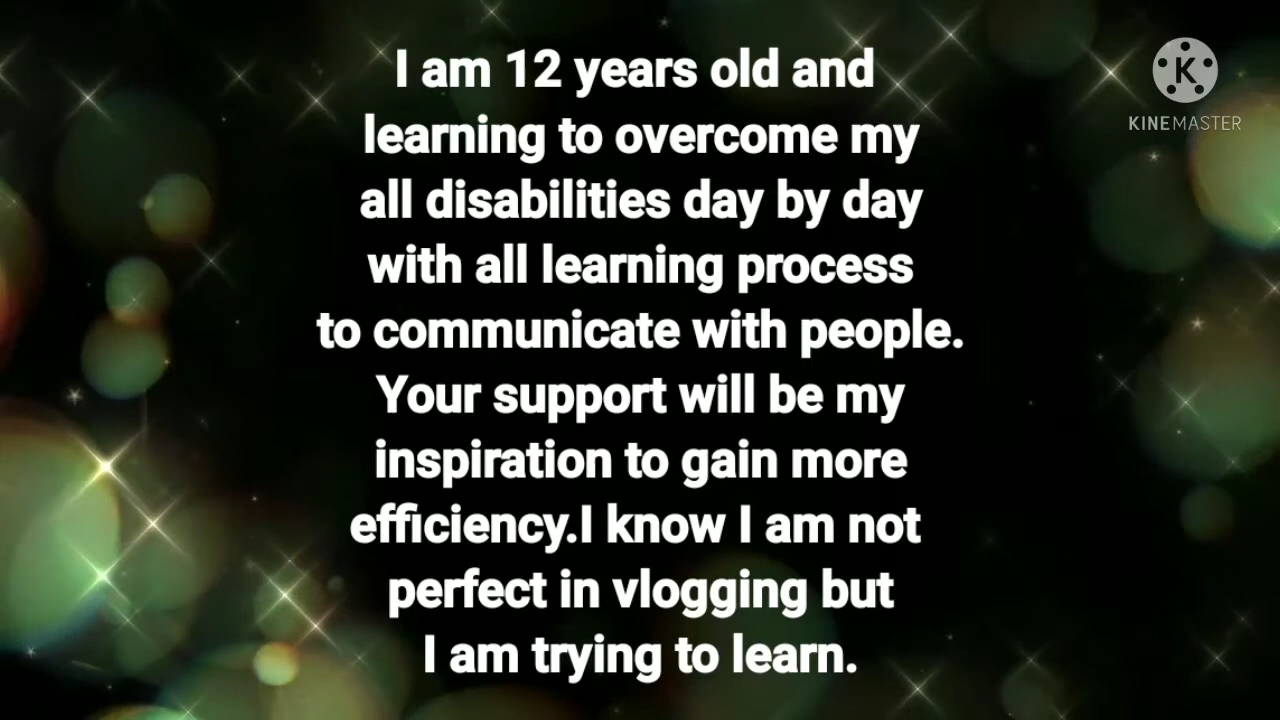 I am 12 years old and
learning to overcome my
all disabilities day by day
with all learning process
to communicate with people.
Your support will be my
inspiration to gain more
efficiency.I know I am not
perfect in vlogging but
I am trying to learn.
K
KINEMASTER